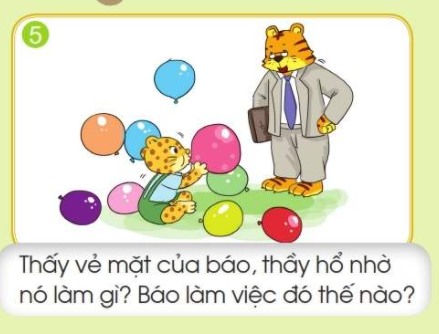 5
Thấy vẻ mặt của báo, thầy hổ nhờ
nó làm gì? Báo làm việc đó thế nào?